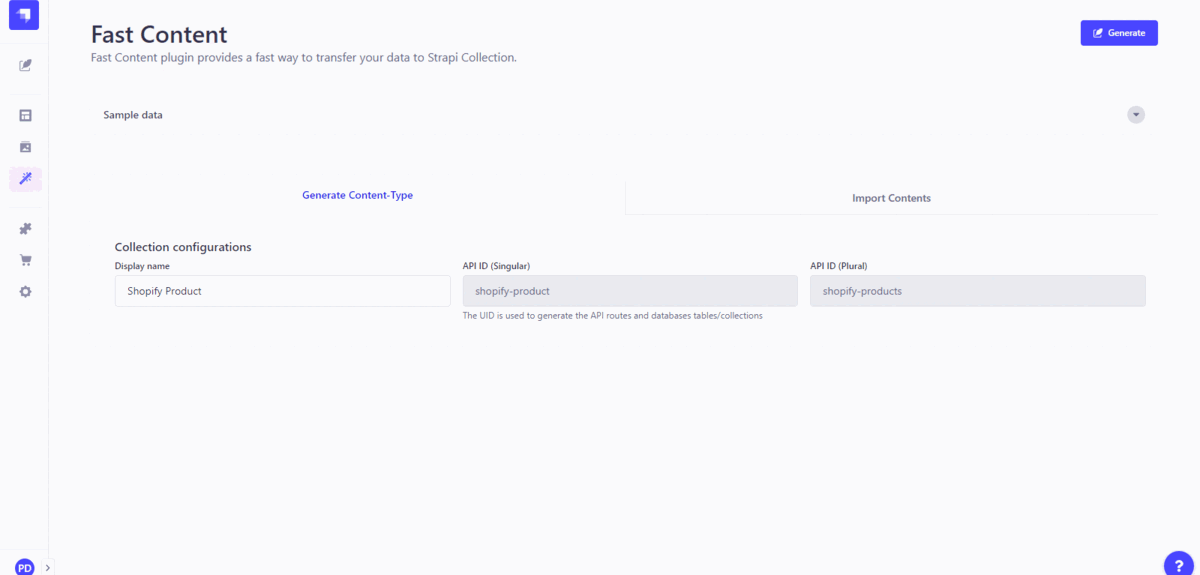 Fast Content
Generate
Fast Content plugin provides a fast way to transfer your data to Strapi Collection.
Sample data
Generate Content-Type
Import Contents
Collection configurations
Display name
API ID (Singular)
API ID (Plural)
Shopify Product
shopify-product
shopify-products
The UID is used to generate the API routes and databases tables/collections
PD
?